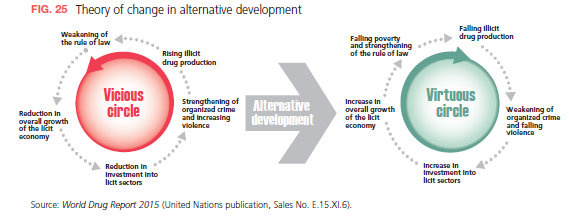 FIG. 25 Theory of change in alternative development
Weakening of
the rule of law
Rising illicit
drug production
Strengthening of
organized crime
and increasing
violence
Reduction in
investment into
licit sectors
Reduction in
overall growth
of the licit
economy
Vicious
circle
Alternative
development
Falling poverty
and strengthening
of the rule of law
Falling illicit
drug production
Weakening of
organized crime
and falling
violence
Increase in
investment into
licit sectors
Increase in
overall growth
of the licit
economy
Virtuous
circle
Source: World Drug Report 2015 (United Nations publication, Sales No. E.15.XI.6).